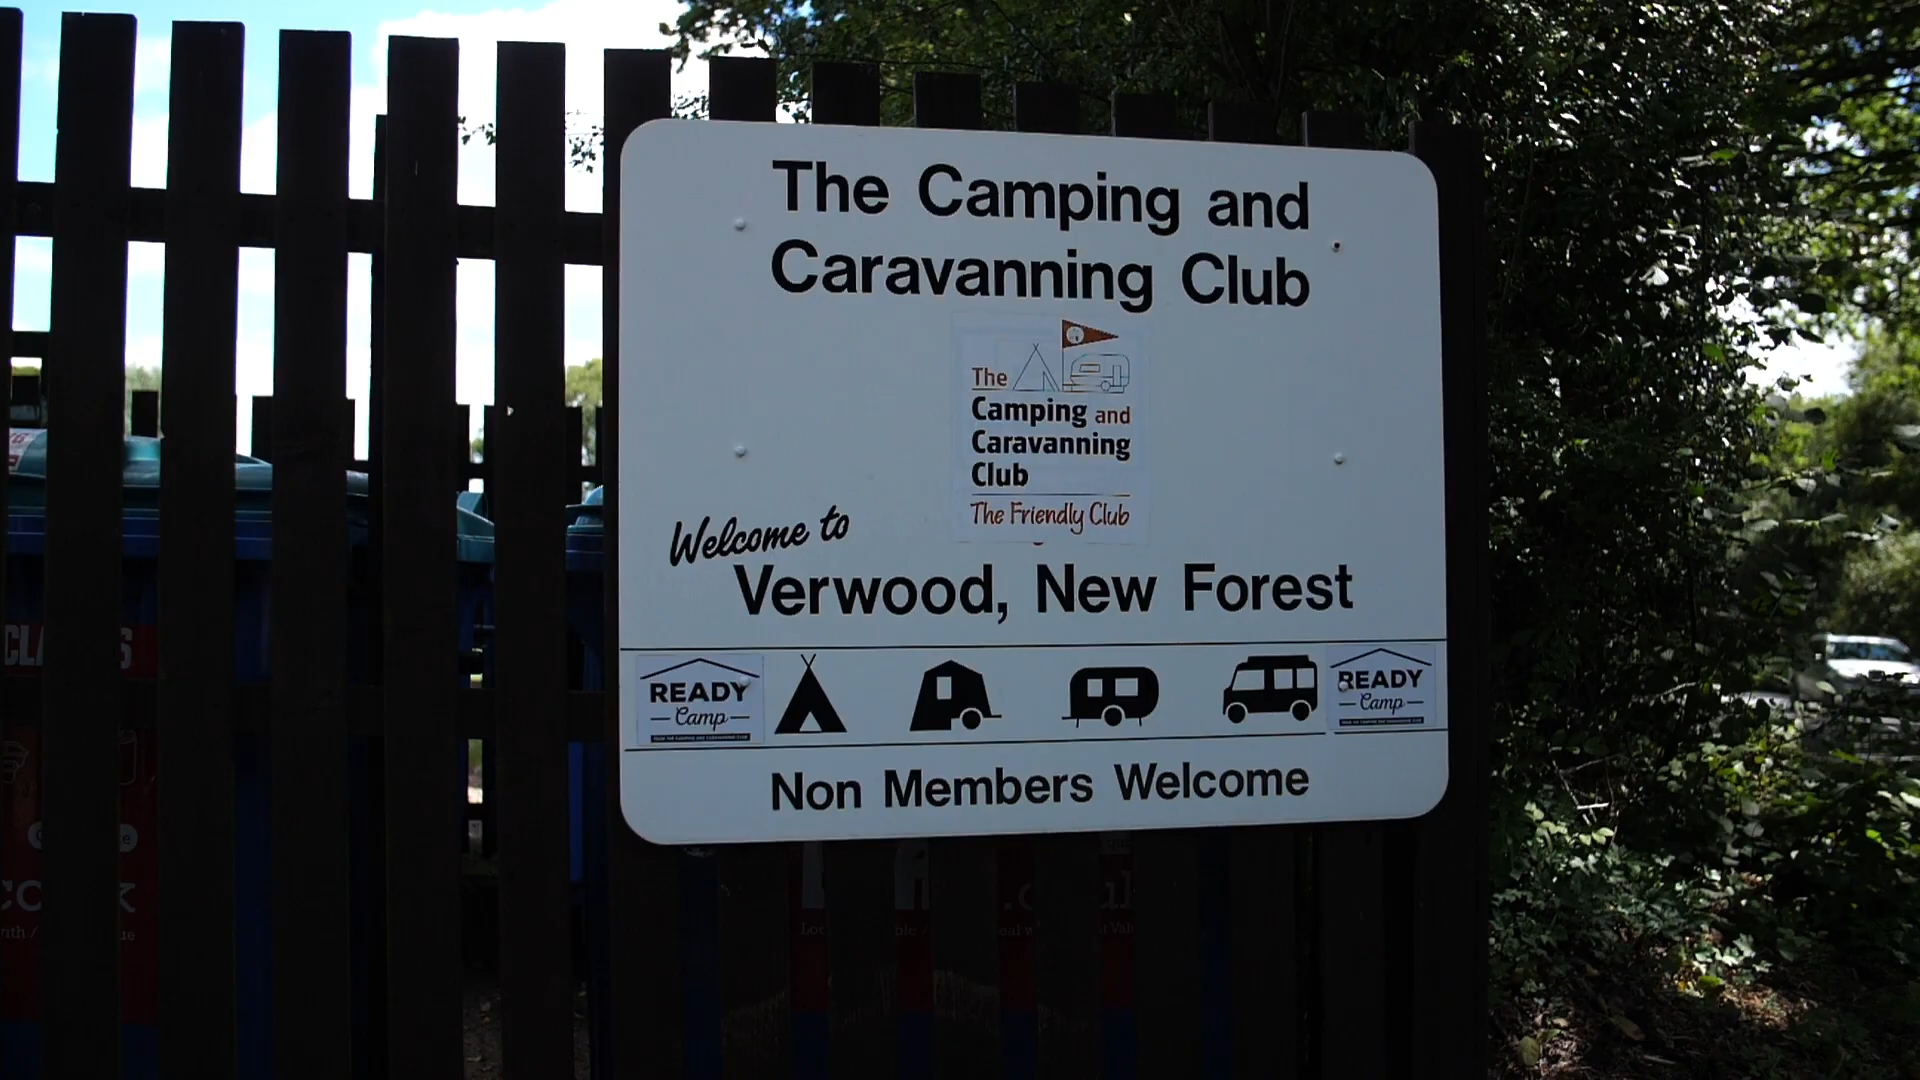 The Camping and
Caravanning Club
The
Camping and
Caravanning
Club
The Friendly Club
Welcome to
Verwood, New Forest
READY
Camp
READY
Camp
Non Members Welcome